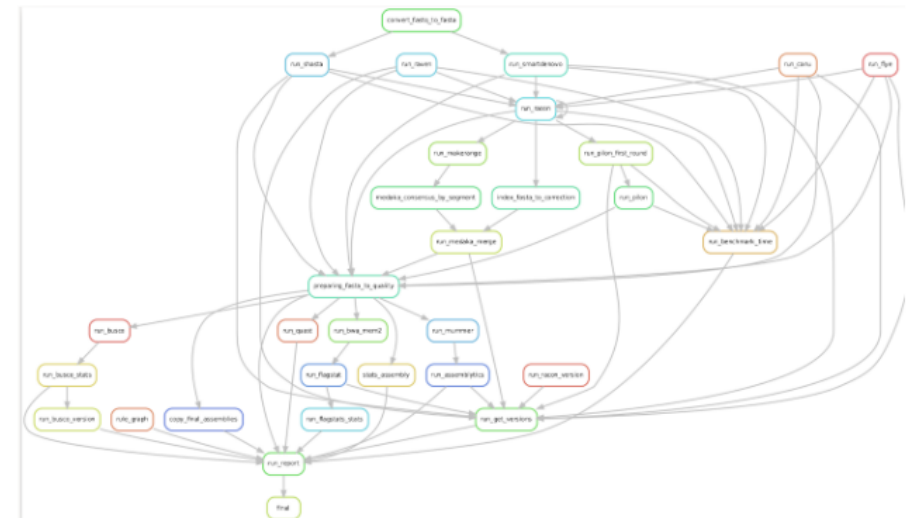 convert_fastq_to_fasta
run_shasta
run_raven
run_smartdenovo
run_canu
run_flye
run_racon
run_makerange
run_pilon_first_round
medaka_consensus_by_segment
index_fasta_to_correction
run_pilon
run_medaka_merge
run_benchmark_time
preparing_fasta_to_quality
run_busco
run_quast
run_bwa_mem2
run_mummer
run_busco_stats
run_flagstat
stats_assembly
run_assemblytics
run_racon_version
run_busco_version
rule_graph
copy_final_assemblies
run_flagstats_stats
run_get_versions
run_report
final